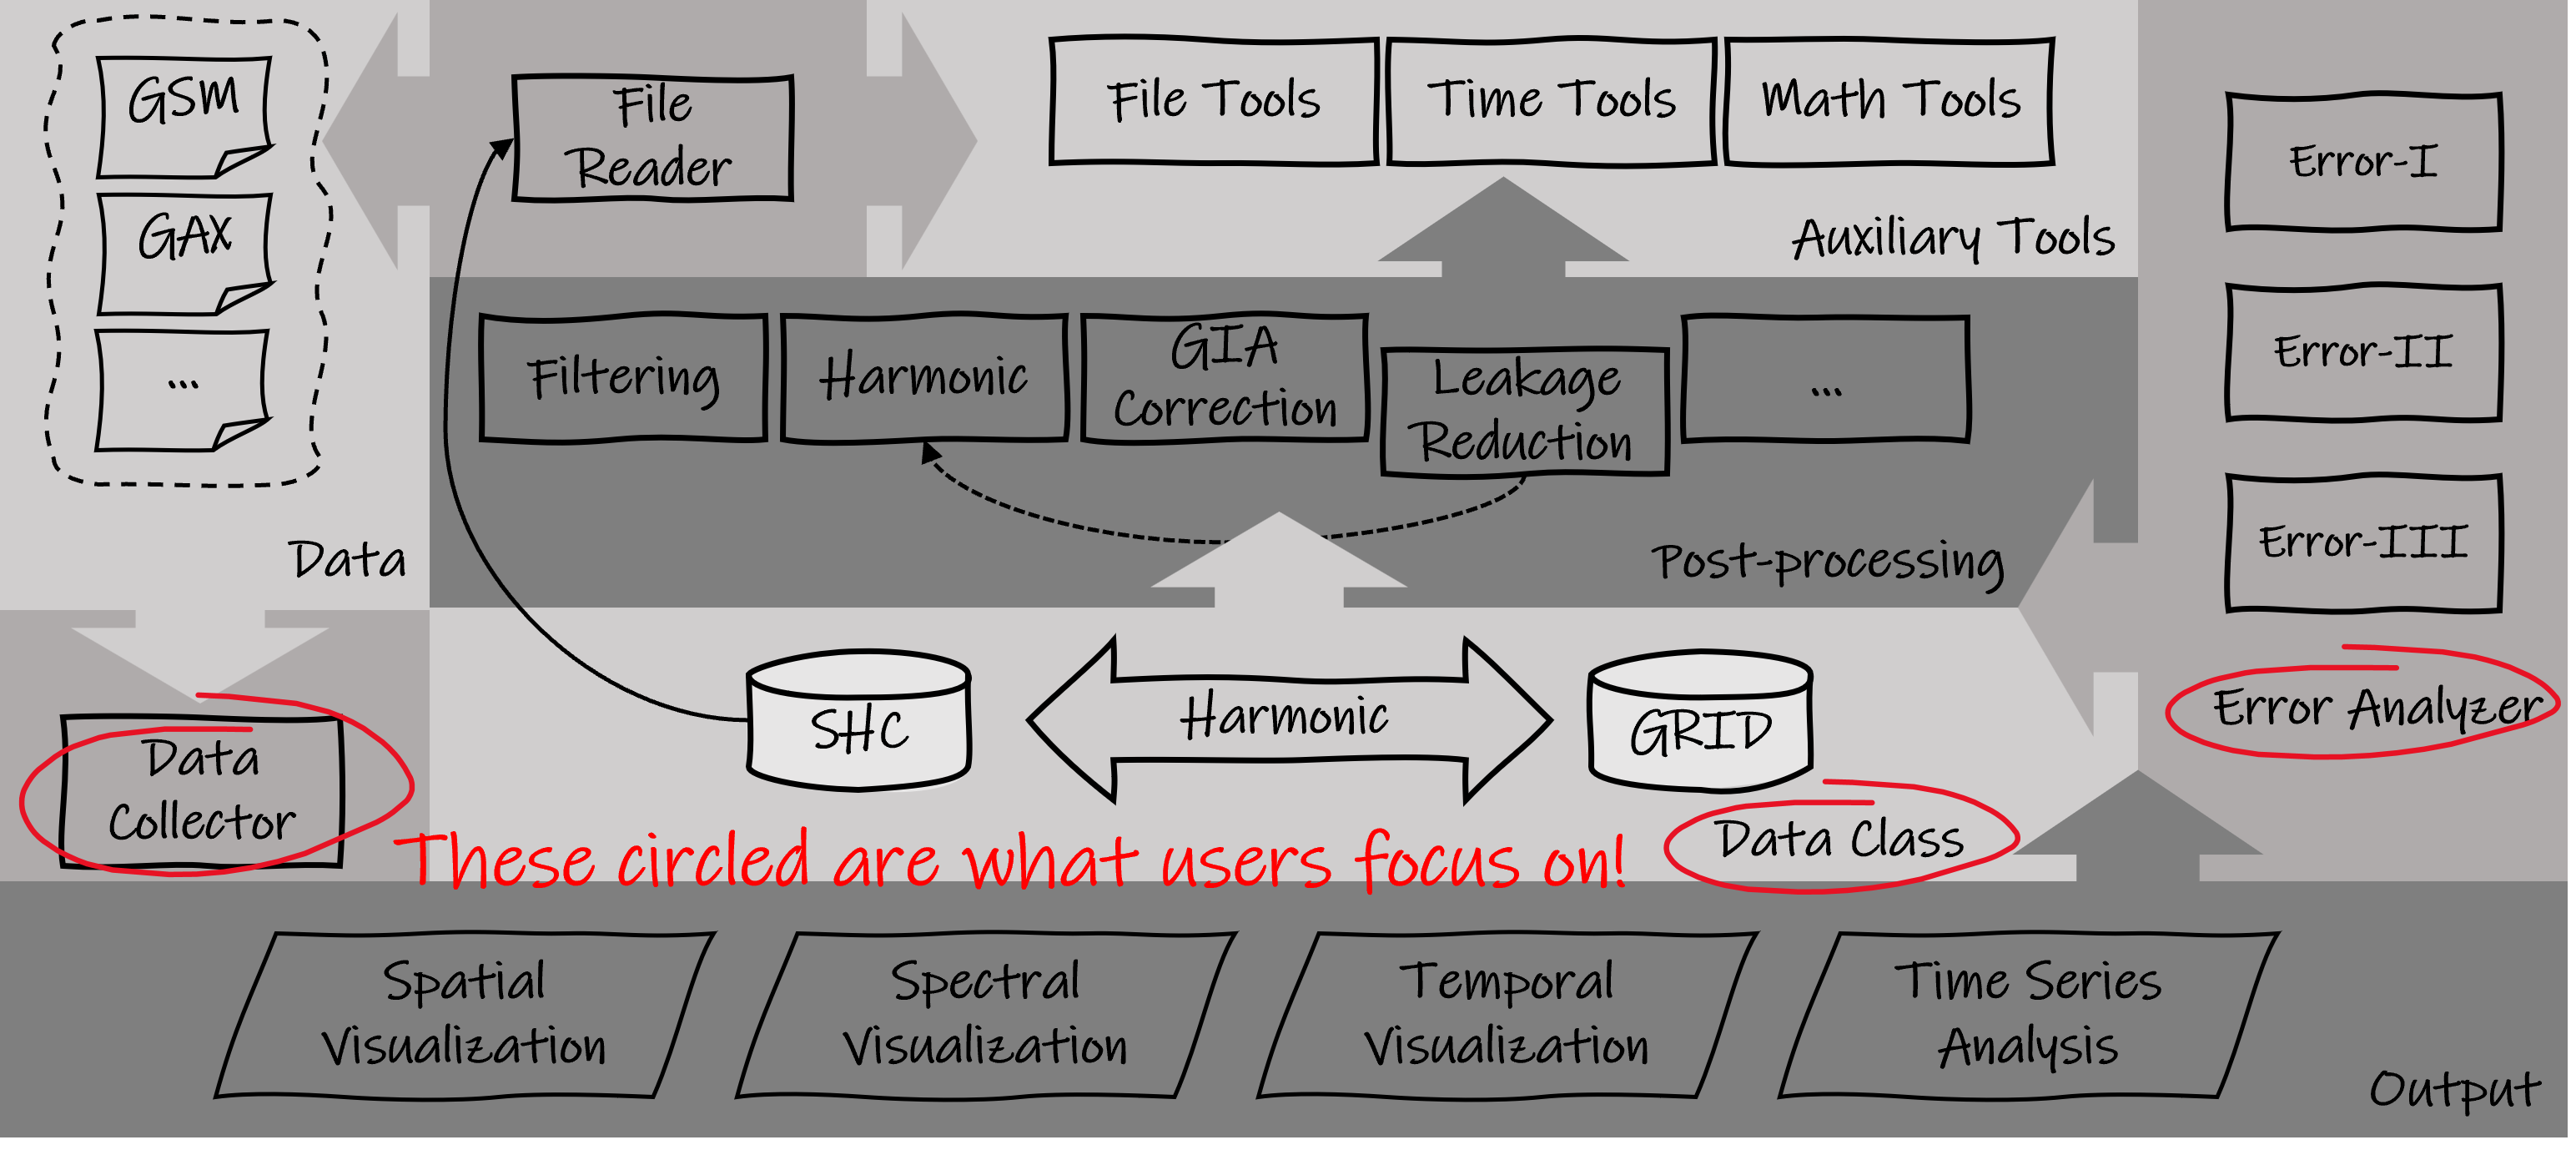 GSM
GAX
...
Data
File
Reader
File Tools
Time Tools
Math Tools
Auxiliary Tools
Filtering
Harmonic
GIA
Correction
Leakage
Reduction
...
Post-processing
Error-I
Error-II
Error-III
Error Analyzer
Data
Collector
SHC
Harmonic
GRID
Data Class
These circled are what users focus on!
Spatial
Visualization
Spectral
Visualization
Temporal
Visualization
Time Series
Analysis
Output